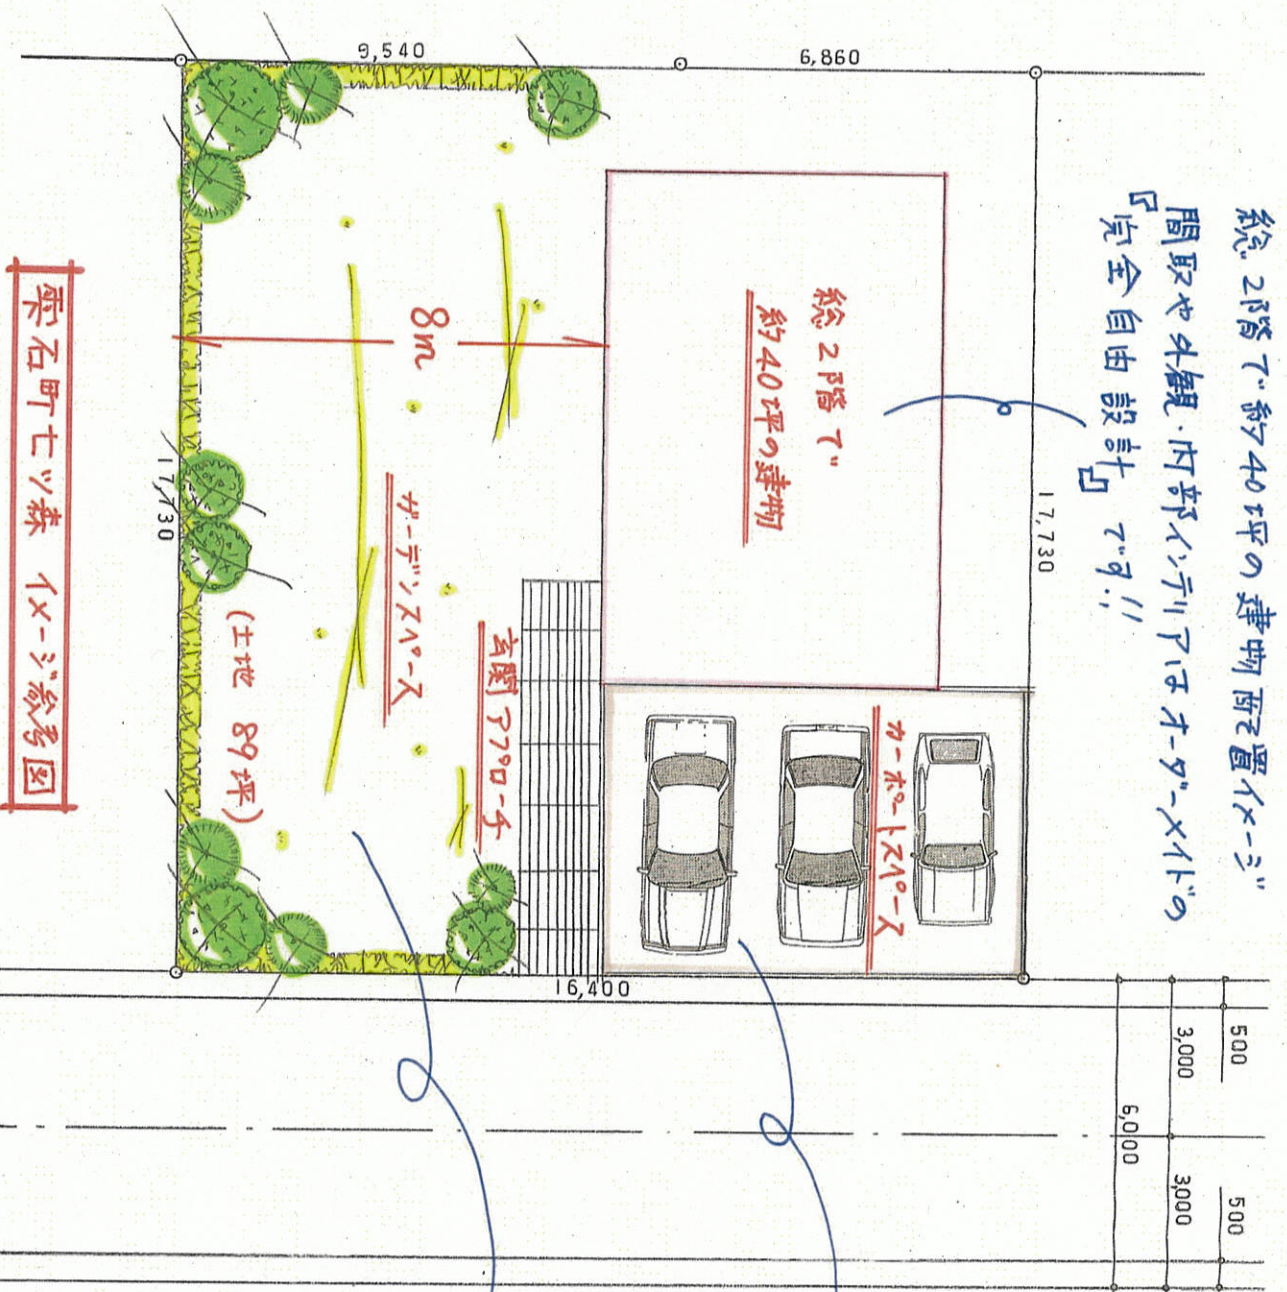 総2階で約40坪の建物配置イメージ
間取や外観・内部インテリアはオーダーメイドの
『完全自由設計』です!!
17,730
6,860
9,540
総2階で
約40坪の建物
カーポートスペース
8m
玄関アプローチ
ガーデンスペース
(土地 89坪)
17,730
16,400
500
3,000
6,000
3,000
500
雫石町七ツ森 イメージ参考図